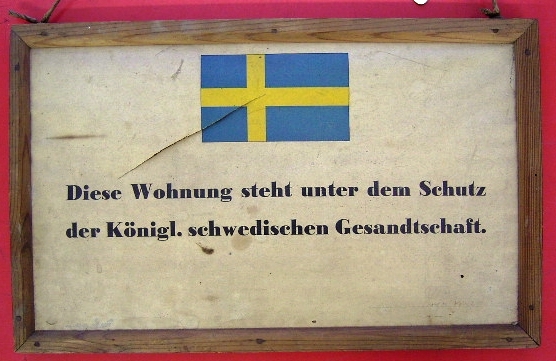 Diese Wohnung steht unter dem Schutz
der Königl. schwedischen Gesandtschaft.